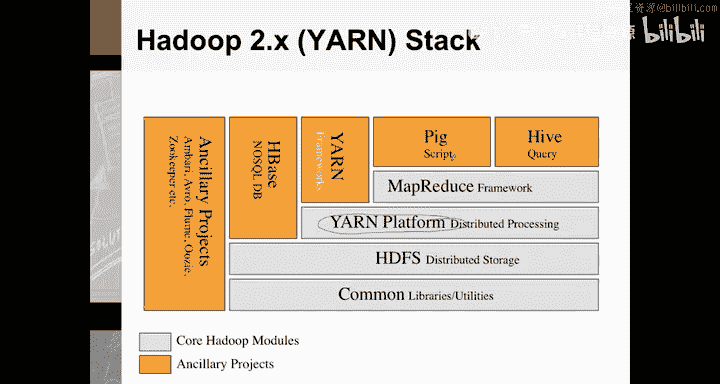 Hadoop 2.x (YARN) Stack
bilibili
Ancillary Projects
Ambari, Avro, Flume, Oozie,
Zookeeper etc.
HBase
NOSQL DB
YARN
Frameworks
Pig
Script
Hive
Query
MapReduce Framework
YARN Platform Distributed Processing
HDFS Distributed Storage
Common Libraries/Utilities
Core Hadoop Modules
Ancillary Projects